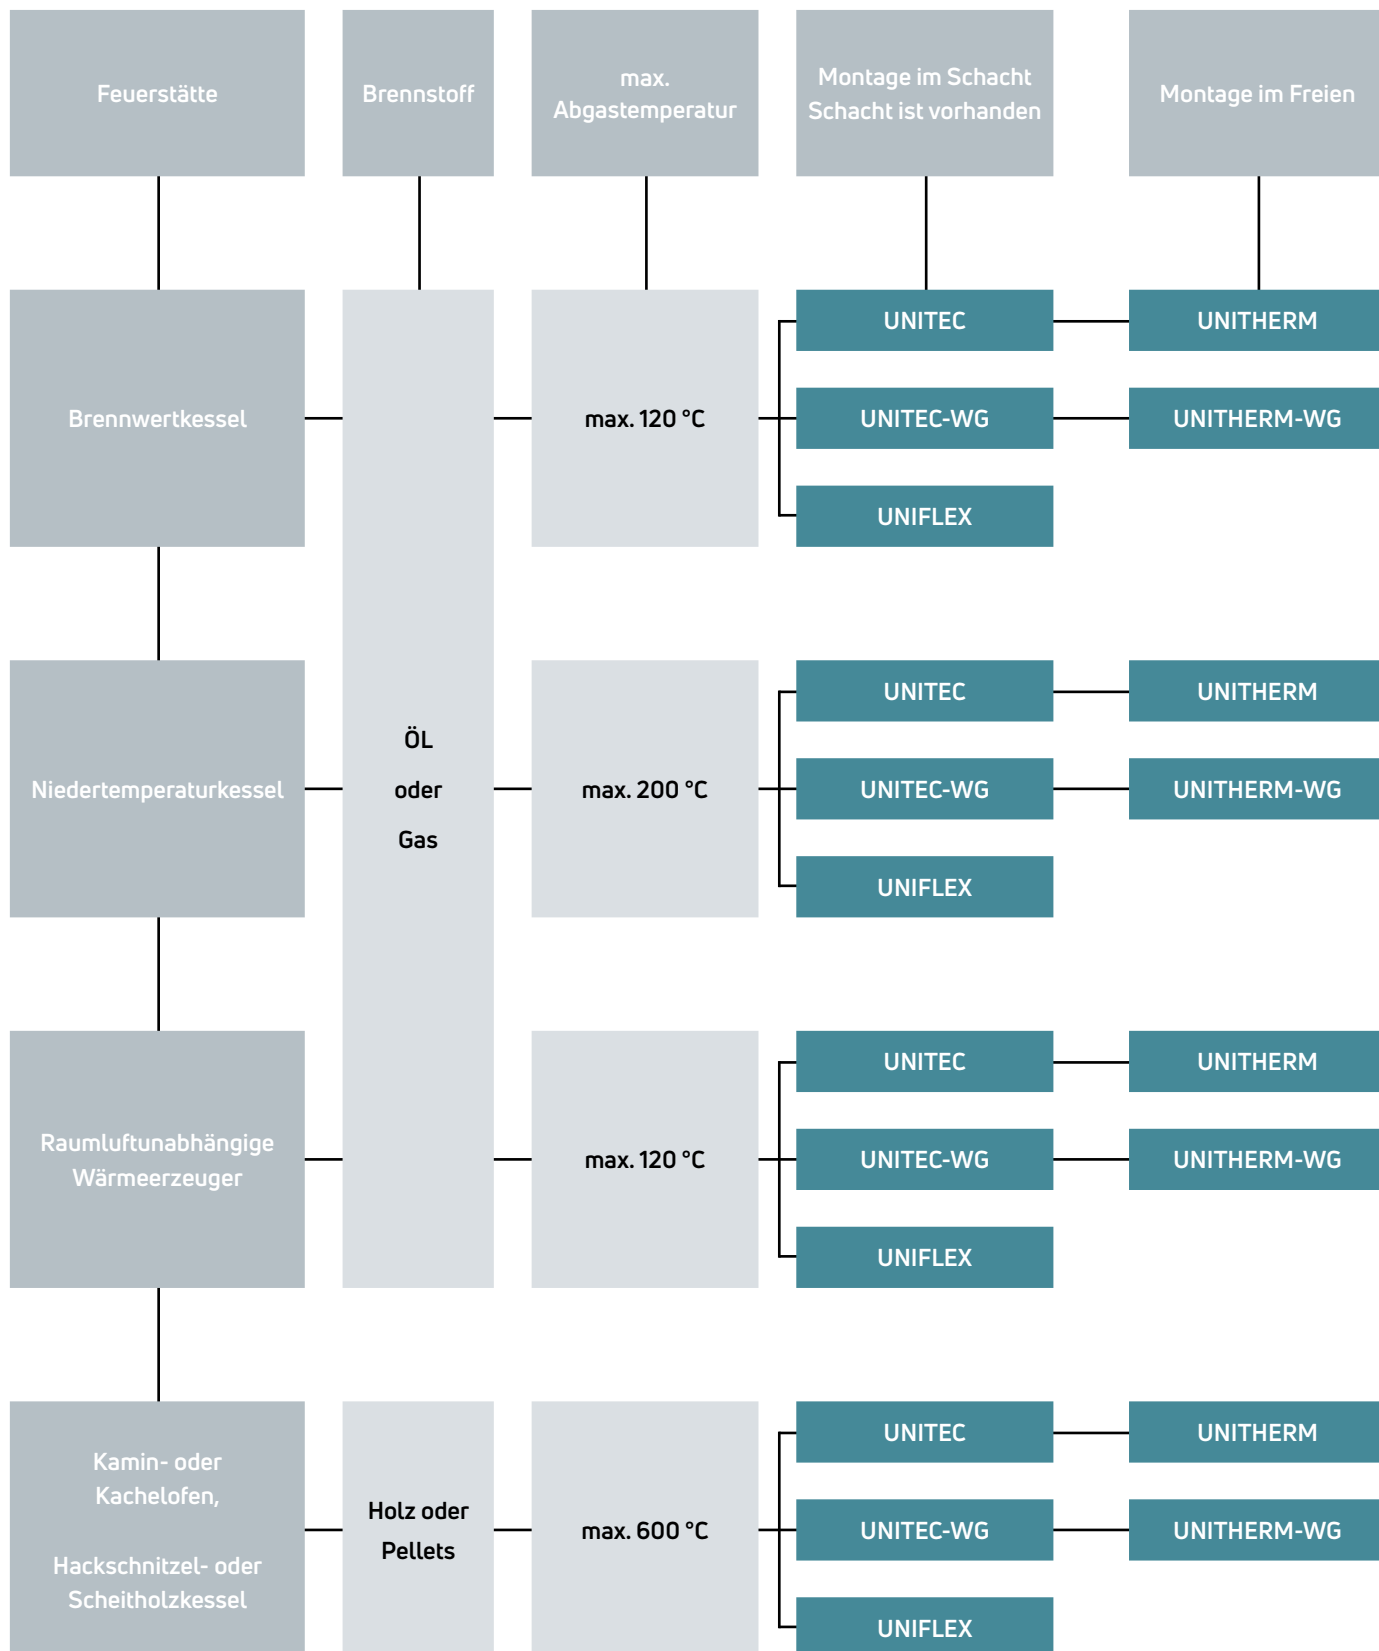 Feuerstätte
Brennstoff
max.
Abgastemperatur
Montage im Schacht
Schacht ist vorhanden
Montage im Freien
Brennwertkessel
max. 120 °C
UNITEC
UNITHERM
UNITEC-WG
UNITHERM-WG
UNIFLEX
Niedertemperaturkessel
ÖL
oder
Gas
max. 200 °C
UNITEC
UNITHERM
UNITEC-WG
UNITHERM-WG
UNIFLEX
Raumluftunabhängige
Wärmeerzeuger
max. 120 °C
UNITEC
UNITHERM
UNITEC-WG
UNITHERM-WG
UNIFLEX
Kamin- oder
Kachelofen,
Hackschnitzel- oder
Scheitholzkessel
Holz oder
Pellets
max. 600 °C
UNITEC
UNITHERM
UNITEC-WG
UNITHERM-WG
UNIFLEX